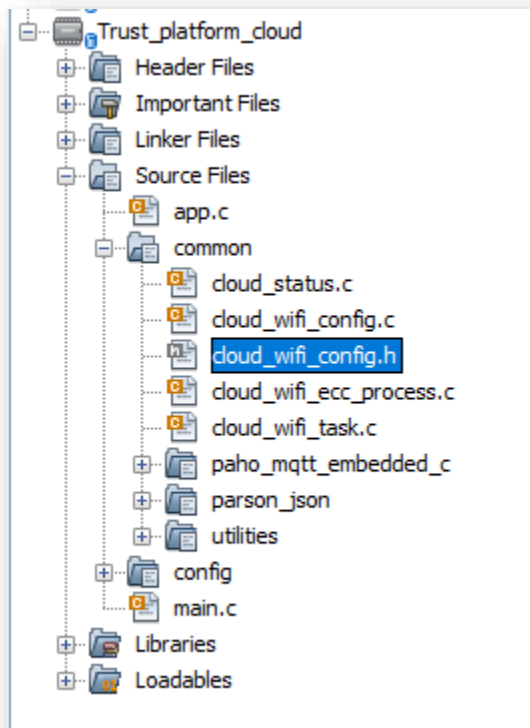 Trust_platform_cloud
Header Files
Important Files
Linker Files
Source Files
app.c
common
cloud_status.c
cloud_wifi_config.c
cloud_wifi_config.h
cloud_wifi_ecc_process.c
cloud_wifi_task.c
paho_mqtt_embedded_c
parson_json
utilities
config
main.c
Libraries
Loadables